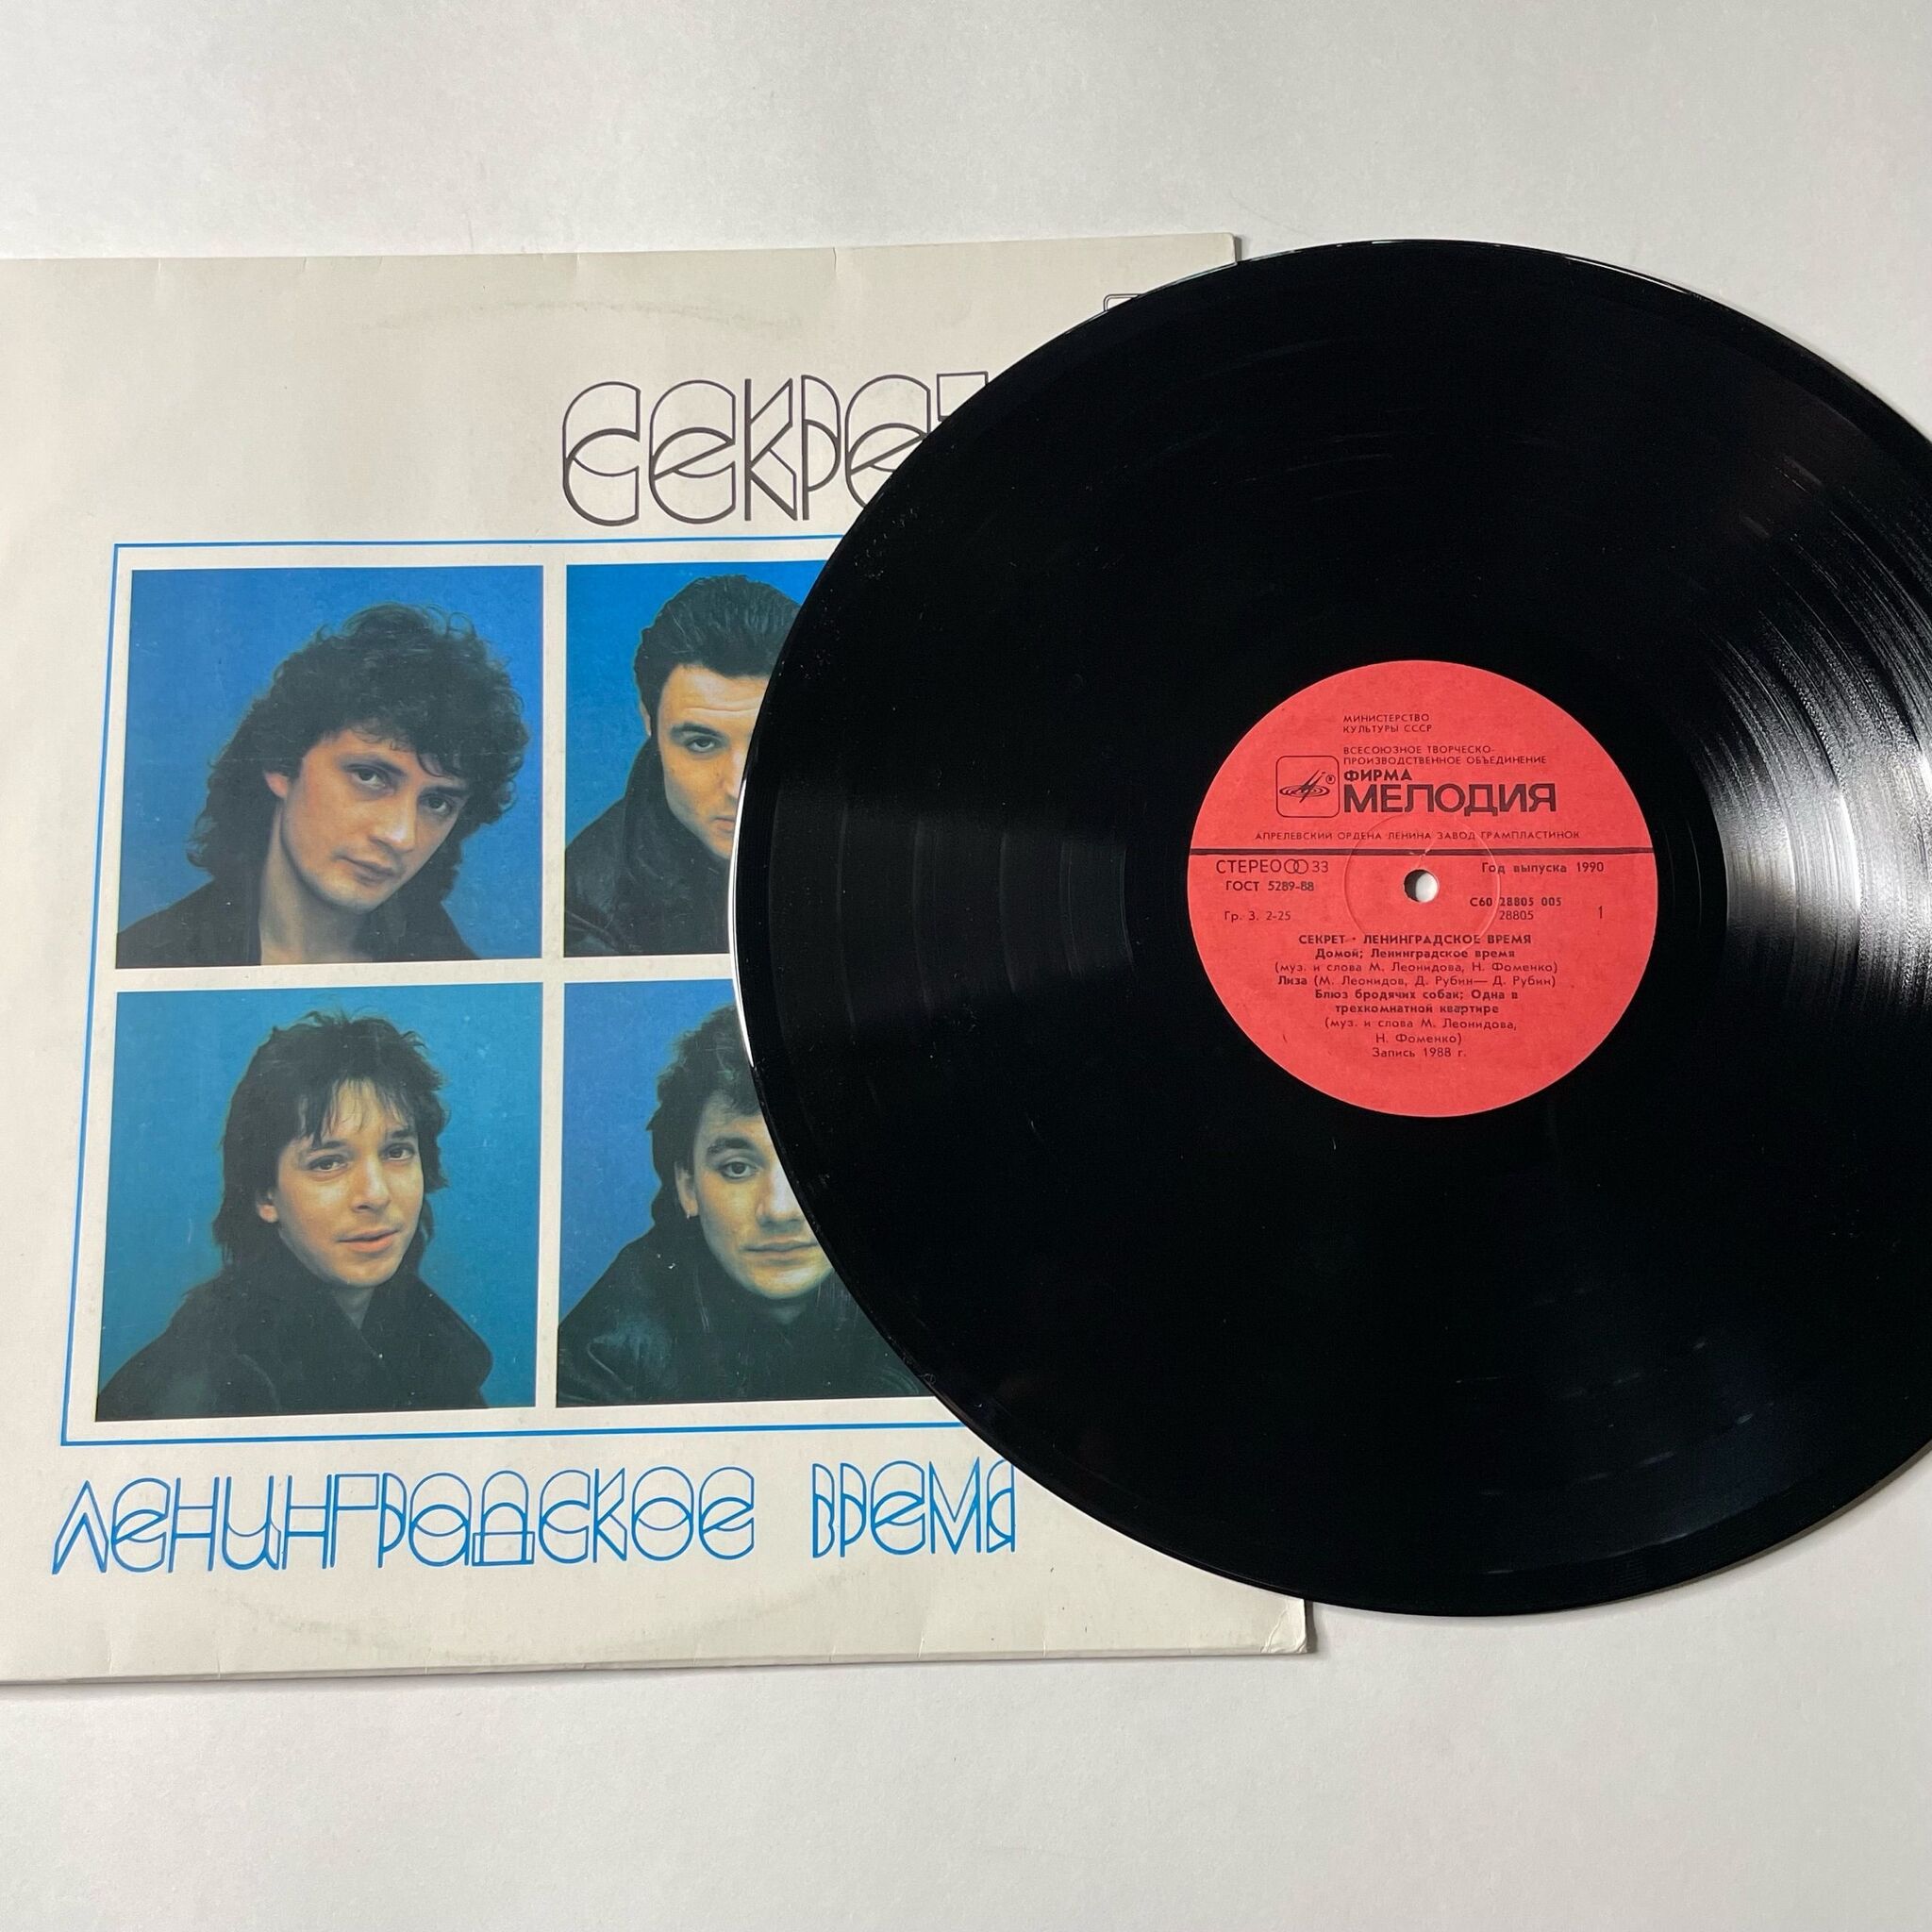 СЕКРЕТ
ЛЕНИНГРАДСКОЕ ВРЕМЯ
МИНИСТЕРСТВО
КУЛЬТУРЫ СССР
ВСЕСОЮЗНОЕ ТВОРЧЕСКО-
ПРОИЗВОДСТВЕННОЕ ОБЪЕДИНЕНИЕ
ФИРМА
МЕЛОДИЯ
АПРЕЛЕВСКИЙ ОРДЕНА ЛЕНИНА ЗАВОД ГРАМПЛАСТИНОК
СТЕРЕО 33
Год выпуска 1990
ГОСТ 5289-88
С60 28805 005
Гр. 3. 2-25
28805
1
СЕКРЕТ · ЛЕНИНГРАДСКОЕ ВРЕМЯ
Домой; Ленинградское время
(муз. и слова М. Леонидова, Н. Фоменко)
Лиза (М. Леонидов, Д. Рубин— Д. Рубин)
Блюз бродячих собак; Одна в
трехкомнатной квартире
(муз. и слова М. Леонидова,
Н. Фоменко)
Запись 1988 г.